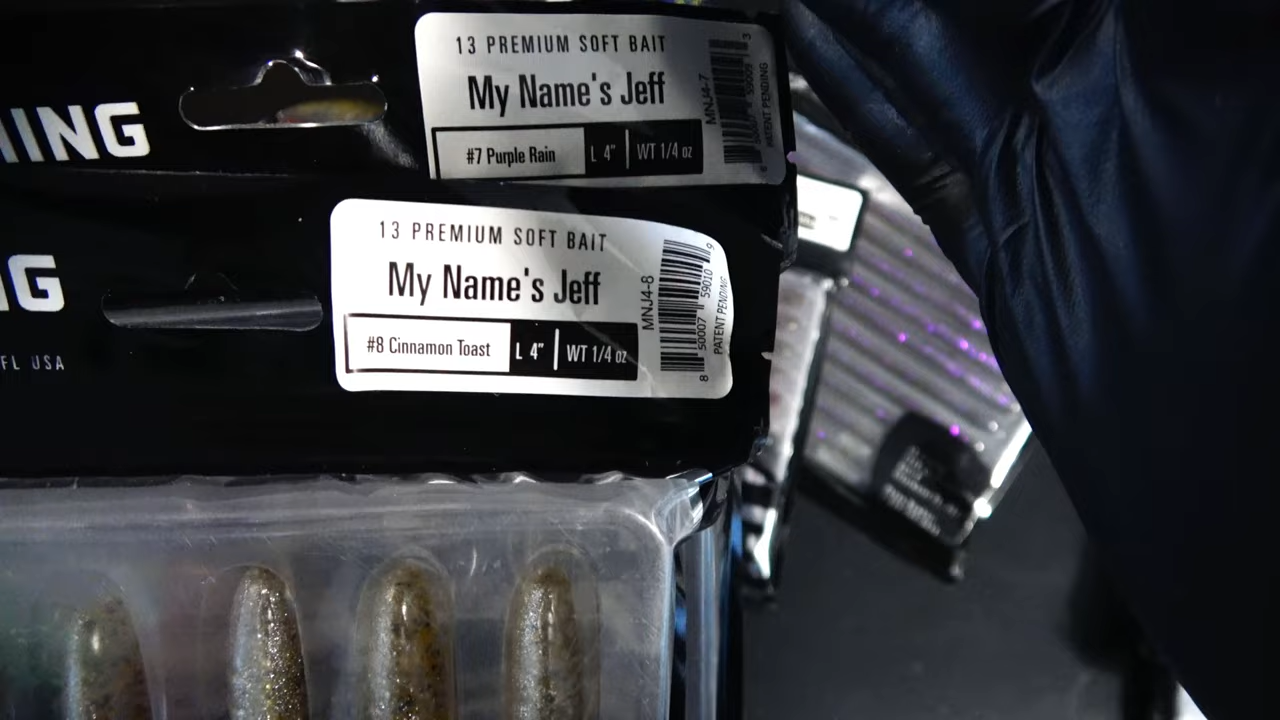 13 PREMIUM SOFT BAIT
My Name's Jeff
#7 Purple Rain L 4" WT 1/4 oz
MNJ4-7
PATENT PENDING
HING
13 PREMIUM SOFT BAIT
My Name's Jeff
#8 Cinnamon Toast L 4" WT 1/4 oz
MNJ4-8
8 50007 59010 9
PATENT PENDING
NG
FL USA